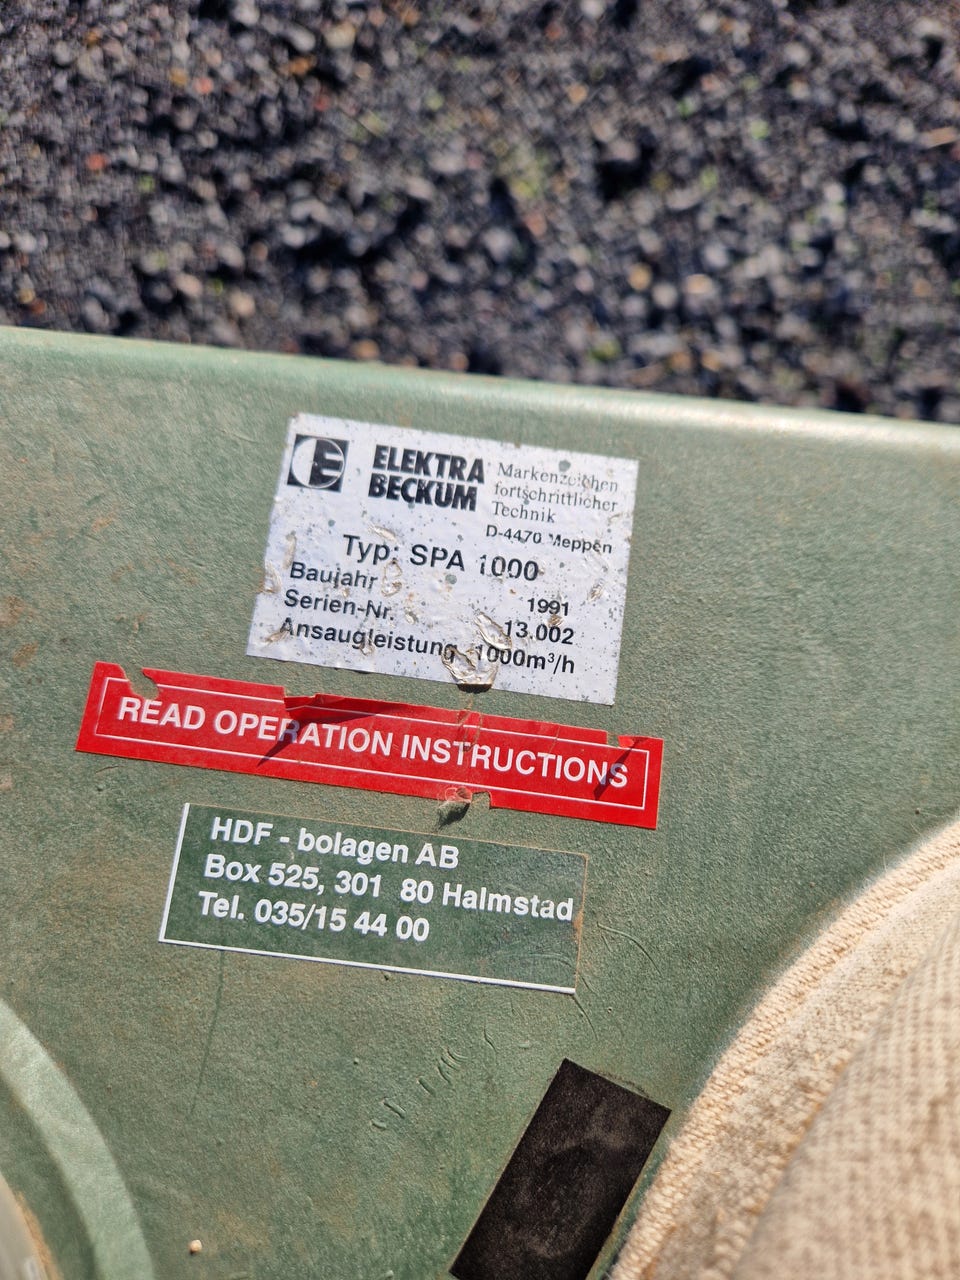 ELEKTRA
BECKUM
Markenzeichen
fortschrittlicher
Technik
D-4470 Meppen
Typ: SPA 1000
Baujahr 1991
Serien-Nr. 13.002
Ansaugleistung 1000m³/h
READ OPERATION INSTRUCTIONS
HDF - bolagen AB
Box 525, 301 80 Halmstad
Tel. 035/15 44 00